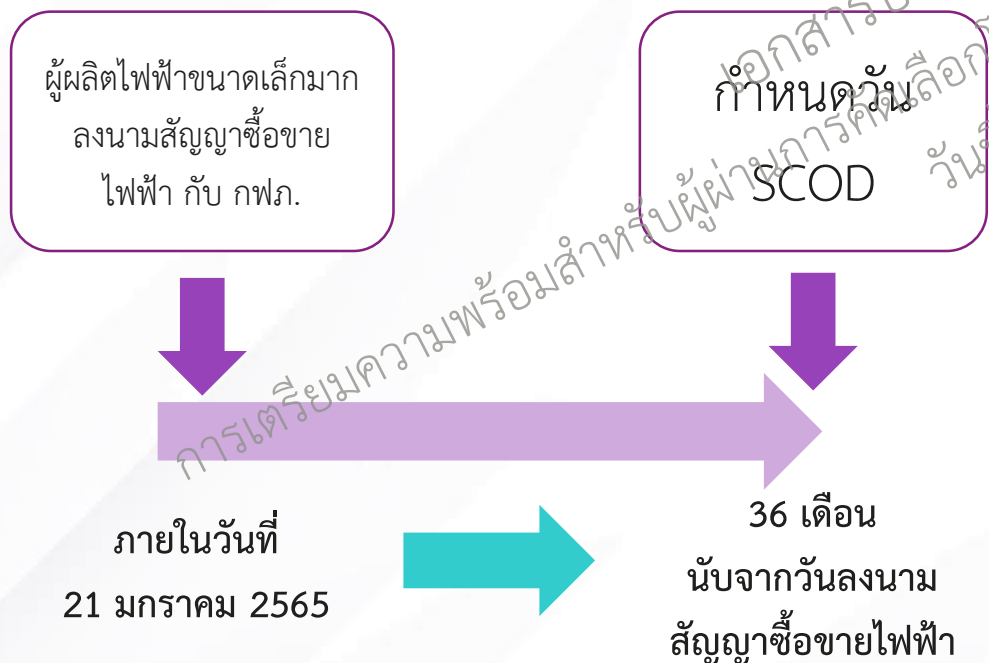 ผู้ผลิตไฟฟ้าขนาดเล็กมาก
ลงนามสัญญาซื้อขาย
ไฟฟ้า กับ กฟภ.
กำหนดวัน
SCOD
ภายในวันที่
21 มกราคม 2565
36 เดือน
นับจากวันลงนาม
สัญญาซื้อขายไฟฟ้า
การเตรียมความพร้อมสำหรับผู้ผ่านการคัดเลือก